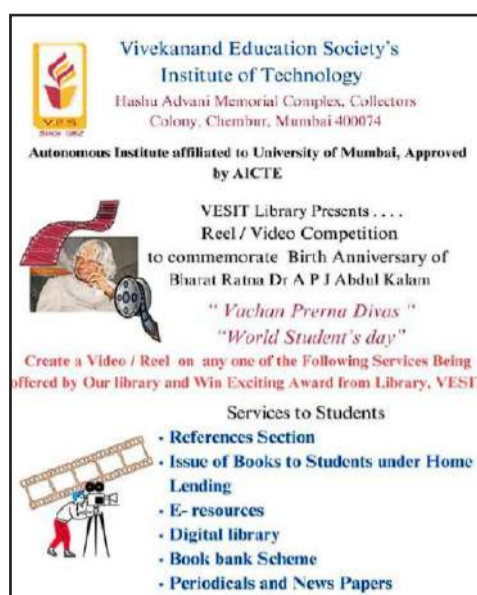 Vivekanand Education Society's
Institute of Technology
Hashu Advani Memorial Complex, Collectors
Colony, Chembur, Mumbai 400074
V.E.S.
Since 1962
Autonomous Institute affiliated to University of Mumbai, Approved
by AICTE
VESIT Library Presents . . . .
Reel / Video Competition
to commemorate Birth Anniversary of
Bharat Ratna Dr A P J Abdul Kalam
" Vachan Prerna Divas "
"World Student's day"
Create a Video / Reel on any one of the Following Services Being
offered by Our library and Win Exciting Award from Library, VESIT
Services to Students
• References Section
• Issue of Books to Students under Home
Lending
• E- resources
• Digital library
• Book bank Scheme
• Periodicals and News Papers